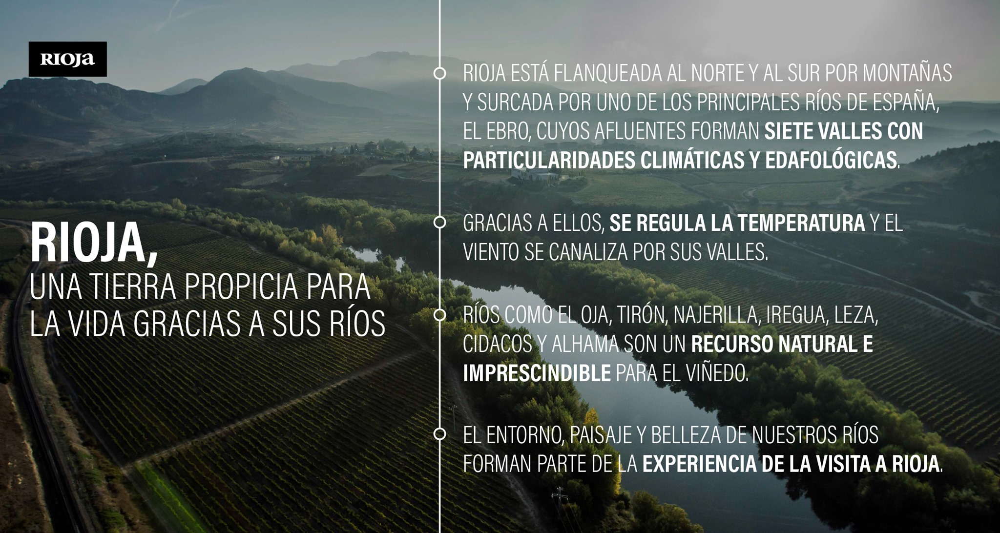 RIOJA
RIOJA,
UNA TIERRA PROPICIA PARA
LA VIDA GRACIAS A SUS RÍOS
RIOJA ESTÁ FLANQUEADA AL NORTE Y AL SUR POR MONTAÑAS
Y SURCADA POR UNO DE LOS PRINCIPALES RÍOS DE ESPAÑA,
EL EBRO, CUYOS AFLUENTES FORMAN SIETE VALLES CON
PARTICULARIDADES CLIMÁTICAS Y EDAFOLÓGICAS.
GRACIAS A ELLOS, SE REGULA LA TEMPERATURA Y EL
VIENTO SE CANALIZA POR SUS VALLES.
RÍOS COMO EL OJA, TIRÓN, NAJERILLA, IREGUA, LEZA,
CIDACOS Y ALHAMA SON UN RECURSO NATURAL E
IMPRESCINDIBLE PARA EL VIÑEDO.
EL ENTORNO, PAISAJE Y BELLEZA DE NUESTROS RÍOS
FORMAN PARTE DE LA EXPERIENCIA DE LA VISITA A RIOJA.